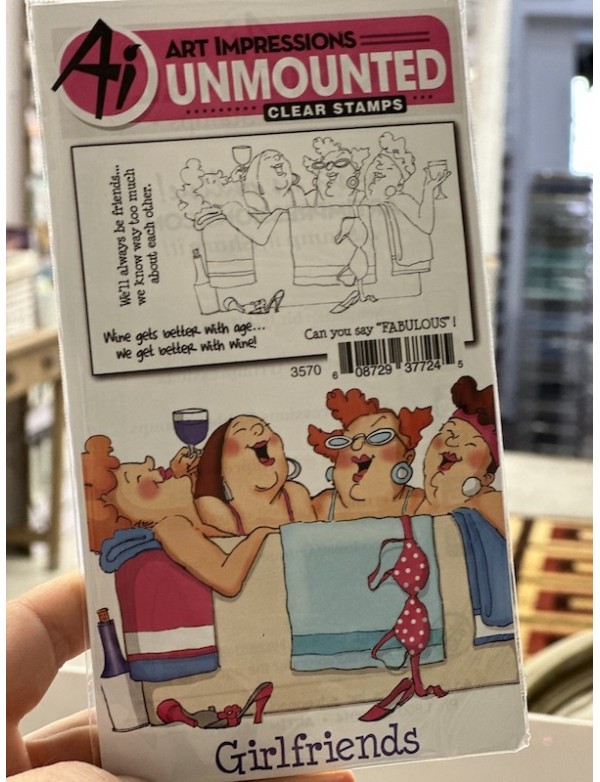 Ai
ART IMPRESSIONS
UNMOUNTED
CLEAR STAMPS
We'll always be friends...
we know way too much
about each other.
Wine gets better with age...
we get better with wine!
Can you say "FABULOUS"!
3570
6 08729 37724 5
Girlfriends